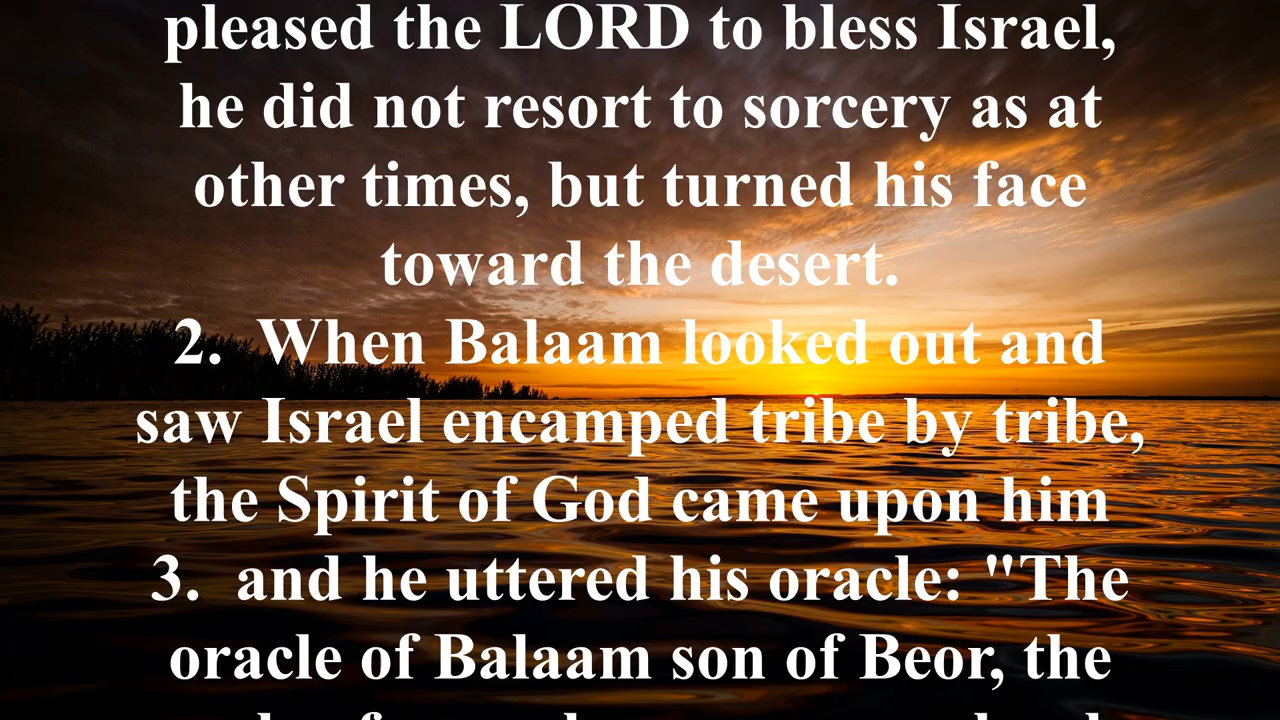 pleased the LORD to bless Israel,
he did not resort to sorcery as at
other times, but turned his face
toward the desert.
2.  When Balaam looked out and
saw Israel encamped tribe by tribe,
the Spirit of God came upon him
3.  and he uttered his oracle: "The
oracle of Balaam son of Beor, the